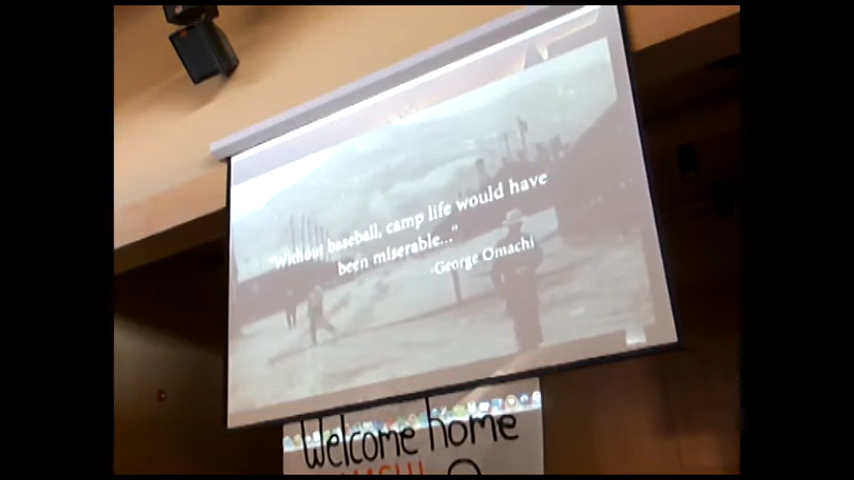 "Without baseball, camp life would have
been miserable..."
-George Omachi
Welcome home